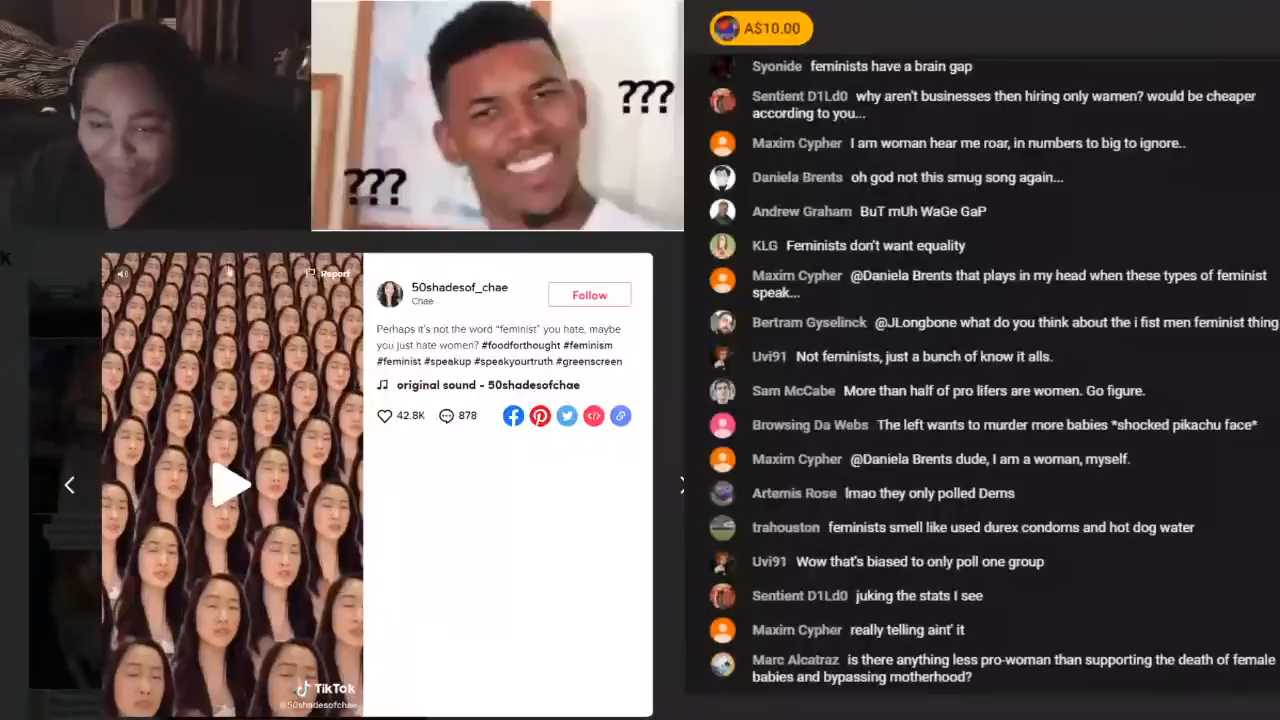 ???
???
k
Report
50shadesof_chae
Chae
Follow
Perhaps it's not the word “feminist” you hate, maybe
you just hate women? #foodforthought #feminism
#feminist #speakup #speakyourtruth #greenscreen
original sound - 50shadesofchae
42.8K
878
TikTok
@50shadesofchae
A$10.00
Syonide feminists have a brain gap
Sentient D1Ld0 why aren't businesses then hiring only wamen? would be cheaper
according to you...
Maxim Cypher I am woman hear me roar, in numbers to big to ignore..
Daniela Brents oh god not this smug song again...
Andrew Graham BuT mUh WaGe GaP
KLG Feminists don't want equality
Maxim Cypher @Daniela Brents that plays in my head when these types of feminist
speak...
Bertram Gyselinck @JLongbone what do you think about the i fist men feminist thing
Uvi91 Not feminists, just a bunch of know it alls.
Sam McCabe More than half of pro lifers are women. Go figure.
Browsing Da Webs The left wants to murder more babies *shocked pikachu face*
Maxim Cypher @Daniela Brents dude, I am a woman, myself.
Artemis Rose lmao they only polled Dems
trahouston feminists smell like used durex condoms and hot dog water
Uvi91 Wow that's biased to only poll one group
Sentient D1Ld0 juking the stats I see
Maxim Cypher really telling aint' it
Marc Alcatraz is there anything less pro-woman than supporting the death of female
babies and bypassing motherhood?